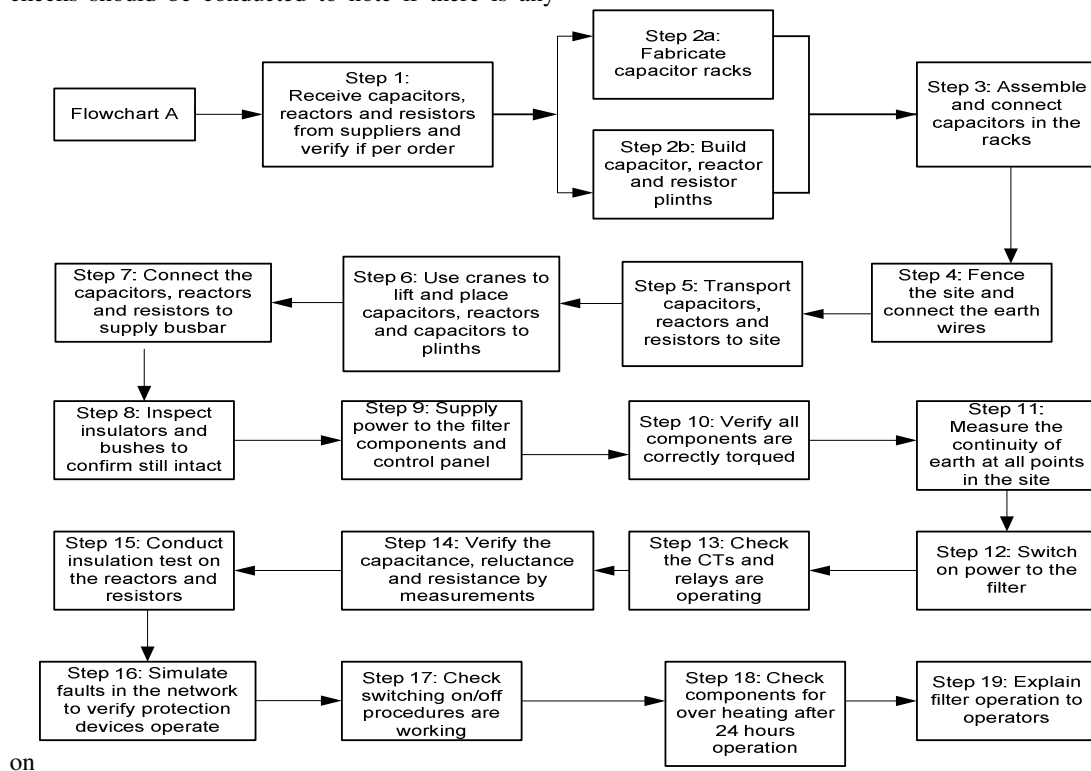 checks should be conducted to note if there is any
Flowchart A
Step 1:
Receive capacitors,
reactors and resistors
from suppliers and
verify if per order
Step 2a:
Fabricate
capacitor racks
Step 2b: Build
capacitor, reactor
and resistor
plinths
Step 3: Assemble
and connect
capacitors in the
racks
Step 4: Fence
the site and
connect the earth
wires
Step 5: Transport
capacitors,
reactors and
resistors to site
Step 6: Use cranes to
lift and place
capacitors, reactors
and capacitors to
plinths
Step 7: Connect the
capacitors, reactors
and resistors to
supply busbar
Step 8: Inspect
insulators and
bushes to
confirm still intact
Step 9: Supply
power to the filter
components and
control panel
Step 10: Verify all
components are
correctly torqued
Step 11:
Measure the
continuity of
earth at all points
in the site
Step 12: Switch
on power to the
filter
Step 13: Check
the CTs and
relays are
operating
Step 14: Verify the
capacitance, reluctance
and resistance by
measurements
Step 15: Conduct
insulation test on
the reactors and
resistors
Step 16: Simulate
faults in the network
to verify protection
devices operate
Step 17: Check
switching on/off
procedures are
working
Step 18: Check
components for
over heating after
24 hours
operation
Step 19: Explain
filter operation to
operators
on